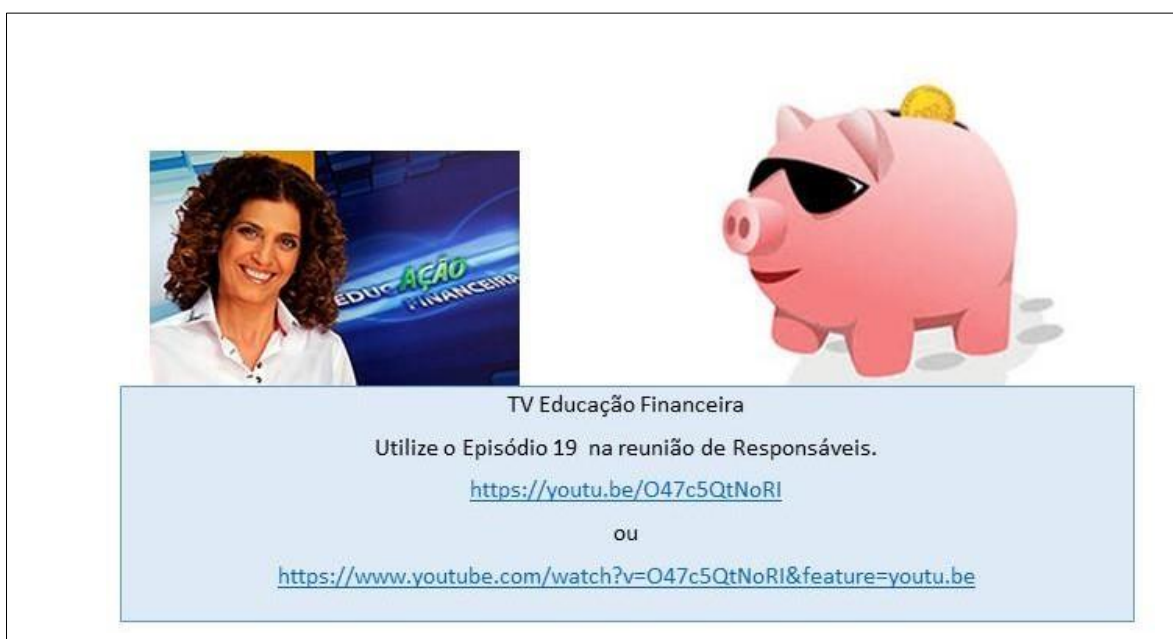 EDUCAÇÃO
FINANCEIRA
TV Educação Financeira
Utilize o Episódio 19 na reunião de Responsáveis.
https://youtu.be/O47c5QtNoRI
ou
https://www.youtube.com/watch?v=O47c5QtNoRI&feature=youtu.be